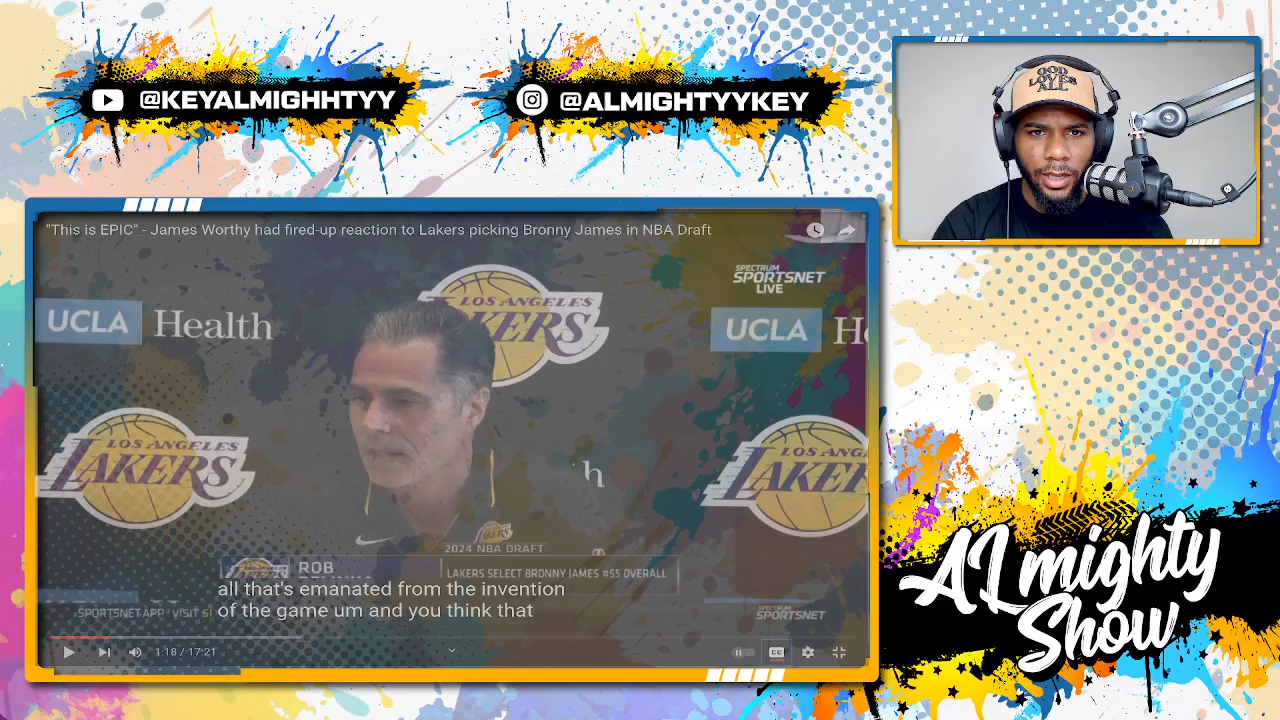 @KEYALMIGHHTYY
@ALMIGHTYYKEY
GOD
LOVES
ALL
"This is EPIC" - James Worthy had fired-up reaction to Lakers picking Bronny James in NBA Draft
SPECTRUM
SPORTSNET
LIVE
LOS ANGELES
LAKERS
UCLA Health
UCLA H
LOS ANGELES
LAKERS
LOS ANGELES
LAKERS
h
2024 NBA DRAFT
ROB
LAKERS SELECT BRONNY JAMES #55 OVERALL
all that's emanated from the invention
of the game um and you think that
SPORTSNET APP VISIT
SPECTRUM
SPORTSNET
1:18 / 17:21
CC
ALmighty
Show